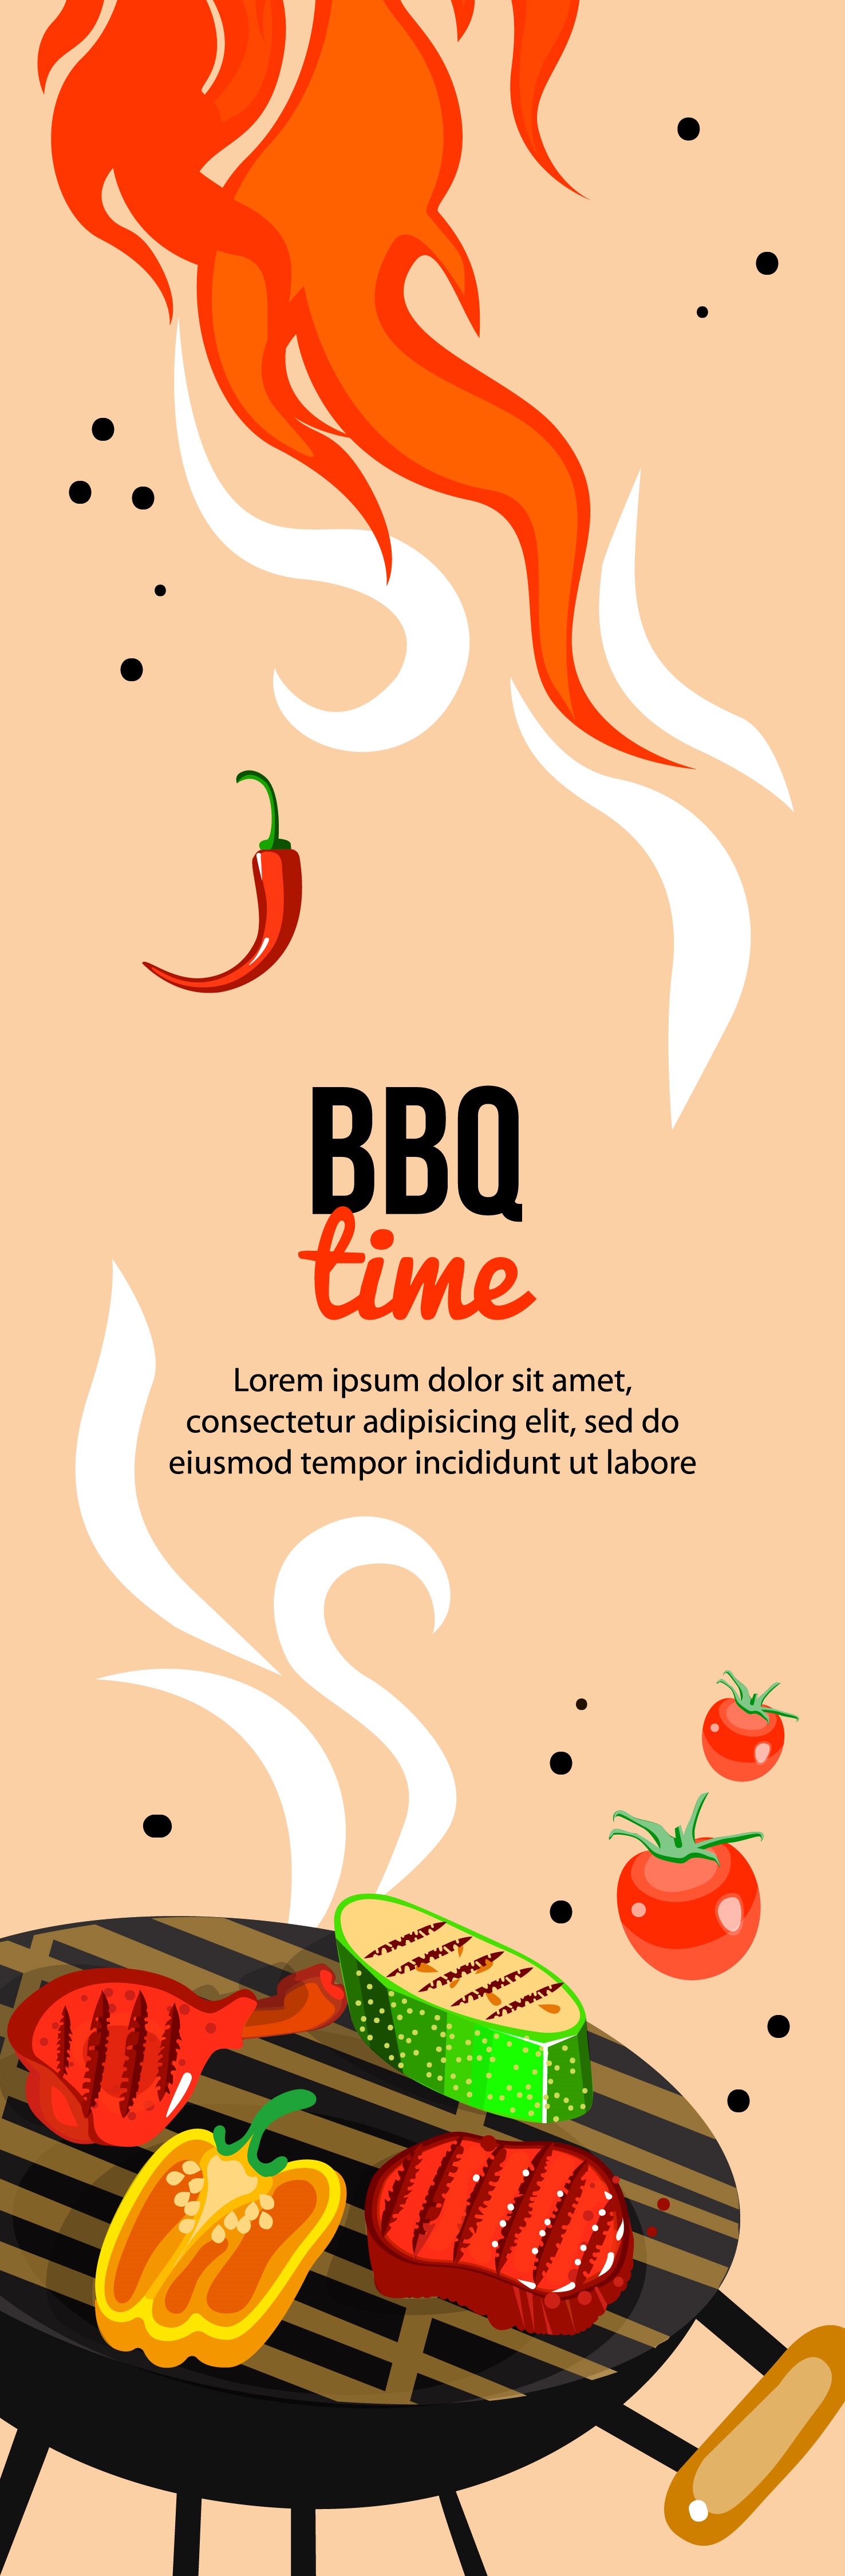 BBQ
time
Lorem ipsum dolor sit amet,
consectetur adipisicing elit, sed do
eiusmod tempor incididunt ut labore